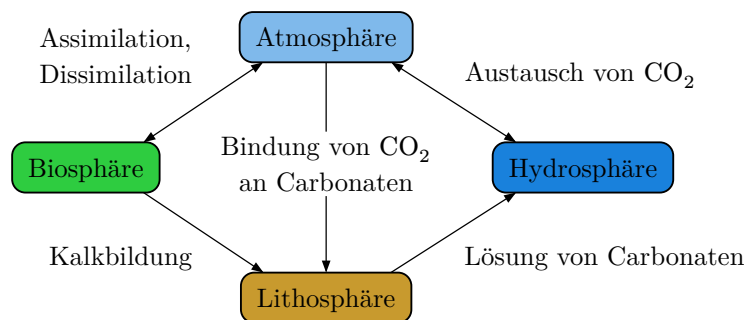 Assimilation,
Dissimilation
Atmosphäre
Austausch von CO₂
Biosphäre
Bindung von CO₂
an Carbonaten
Hydrosphäre
Kalkbildung
Lösung von Carbonaten
Lithosphäre